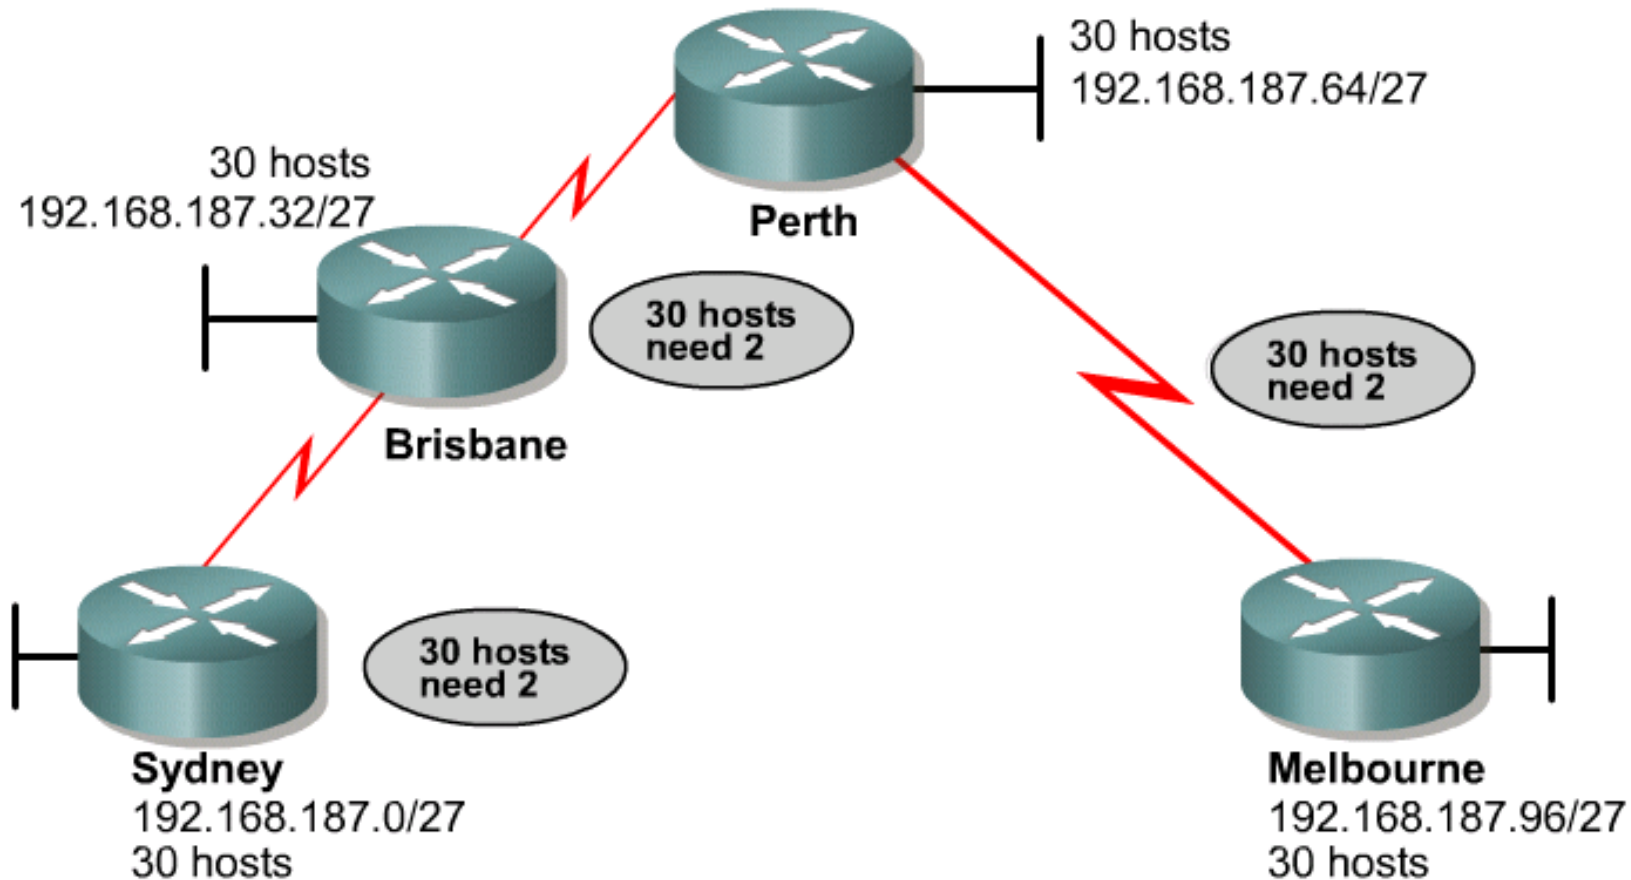 30 hosts
192.168.187.64/27
30 hosts
192.168.187.32/27
Perth
30 hosts
need 2
30 hosts
need 2
Brisbane
30 hosts
need 2
Sydney
192.168.187.0/27
30 hosts
Melbourne
192.168.187.96/27
30 hosts